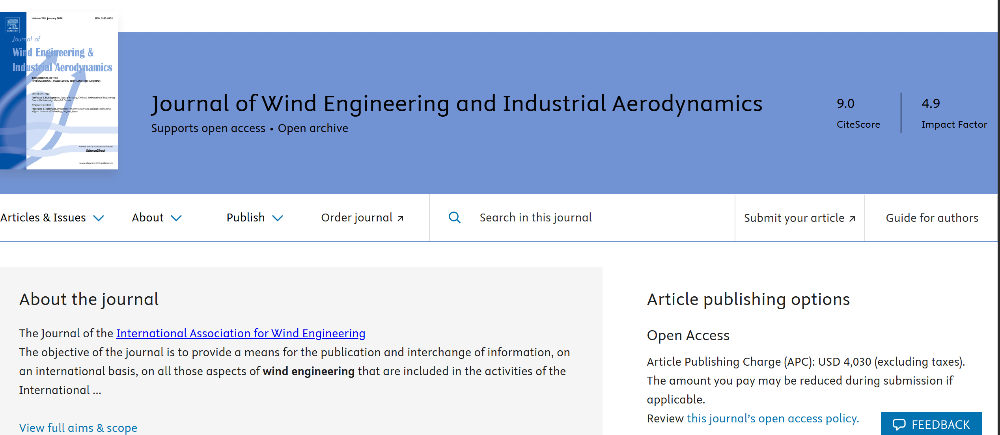 Volume 268, January 2026
ISSN 0167-6105
ELSEVIER
Journal of
Wind Engineering &
Industrial Aerodynamics
THE JOURNAL OF THE
INTERNATIONAL ASSOCIATION FOR WIND ENGINEERING
EDITOR-IN-CHIEF
Professor T. Stathopoulos, Dept. of Building, Civil and Environmental Engineering,
Concordia University, Montréal, Canada
ASSOCIATE EDITOR
Professor Y. Tominaga, Department of Architecture and Building Engineering,
Niigata Institute of Technology, Niigata, Japan
Available online at www.sciencedirect.com
ScienceDirect
www.elsevier.com/locate/jweia
Journal of Wind Engineering and Industrial Aerodynamics
Supports open access • Open archive
9.0
CiteScore
4.9
Impact Factor
Articles & Issues
About
Publish
Order journal
Search in this journal
Submit your article
Guide for authors
About the journal
The Journal of the International Association for Wind Engineering
The objective of the journal is to provide a means for the publication and interchange of information, on
an international basis, on all those aspects of wind engineering that are included in the activities of the
International ...
View full aims & scope
Article publishing options
Open Access
Article Publishing Charge (APC): USD 4,030 (excluding taxes).
The amount you pay may be reduced during submission if
applicable.
Review this journal’s open access policy.
FEEDBACK